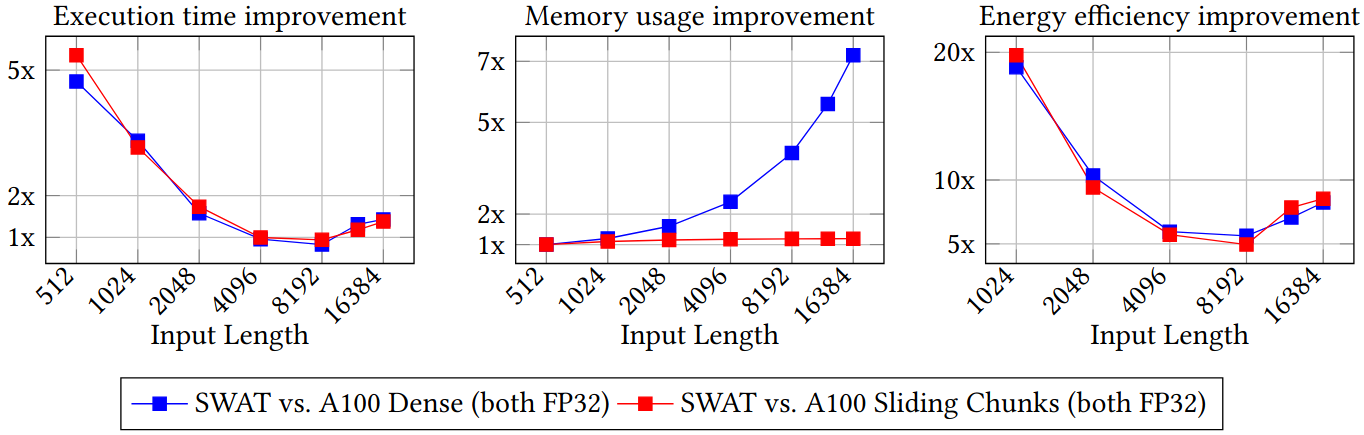 Execution time improvement
5x
2x
1x
512
1024
2048
4096
8192
16384
Input Length
Memory usage improvement
7x
5x
2x
1x
512
1024
2048
4096
8192
16384
Input Length
Energy efficiency improvement
20x
10x
5x
1024
2048
4096
8192
16384
Input Length
SWAT vs. A100 Dense (both FP32)
SWAT vs. A100 Sliding Chunks (both FP32)